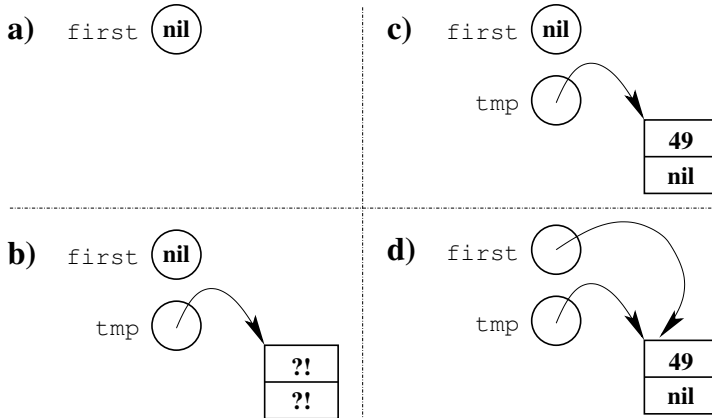 a)
first nil
b)
first nil
tmp
?!
?!
c)
first nil
tmp
49
nil
d)
first
tmp
49
nil